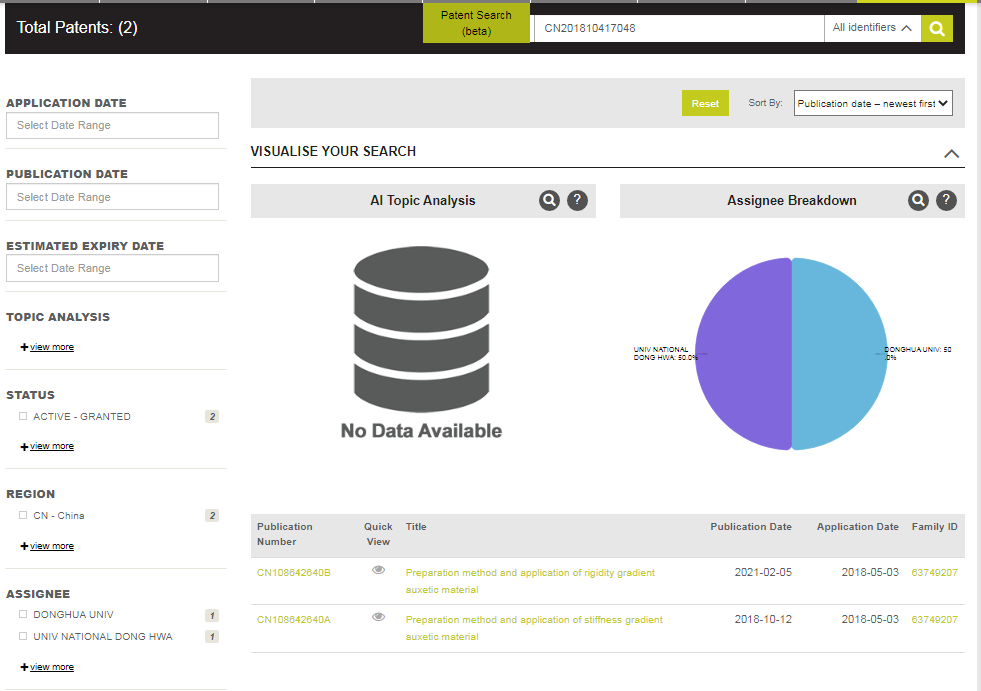 Total Patents: (2)
Patent Search
(beta)
CN201810417048
All identifiers
APPLICATION DATE
Select Date Range
PUBLICATION DATE
Select Date Range
ESTIMATED EXPIRY DATE
Select Date Range
TOPIC ANALYSIS
+view more
STATUS
ACTIVE - GRANTED 2
+view more
REGION
CN - China 2
+view more
ASSIGNEE
DONGHUA UNIV 1
UNIV NATIONAL DONG HWA 1
+view more
Reset
Sort By:
Publication date – newest first
VISUALISE YOUR SEARCH
AI Topic Analysis
?
No Data Available
Assignee Breakdown
?
UNIV NATIONAL
DONG HWA: 50.0%
DONGHUA UNIV: 50
.0%
Publication Number Quick View Title Publication Date Application Date Family ID
CN108642640B Preparation method and application of rigidity gradient 2021-02-05 2018-05-03 63749207
auxetic material
CN108642640A Preparation method and application of stiffness gradient 2018-10-12 2018-05-03 63749207
auxetic material